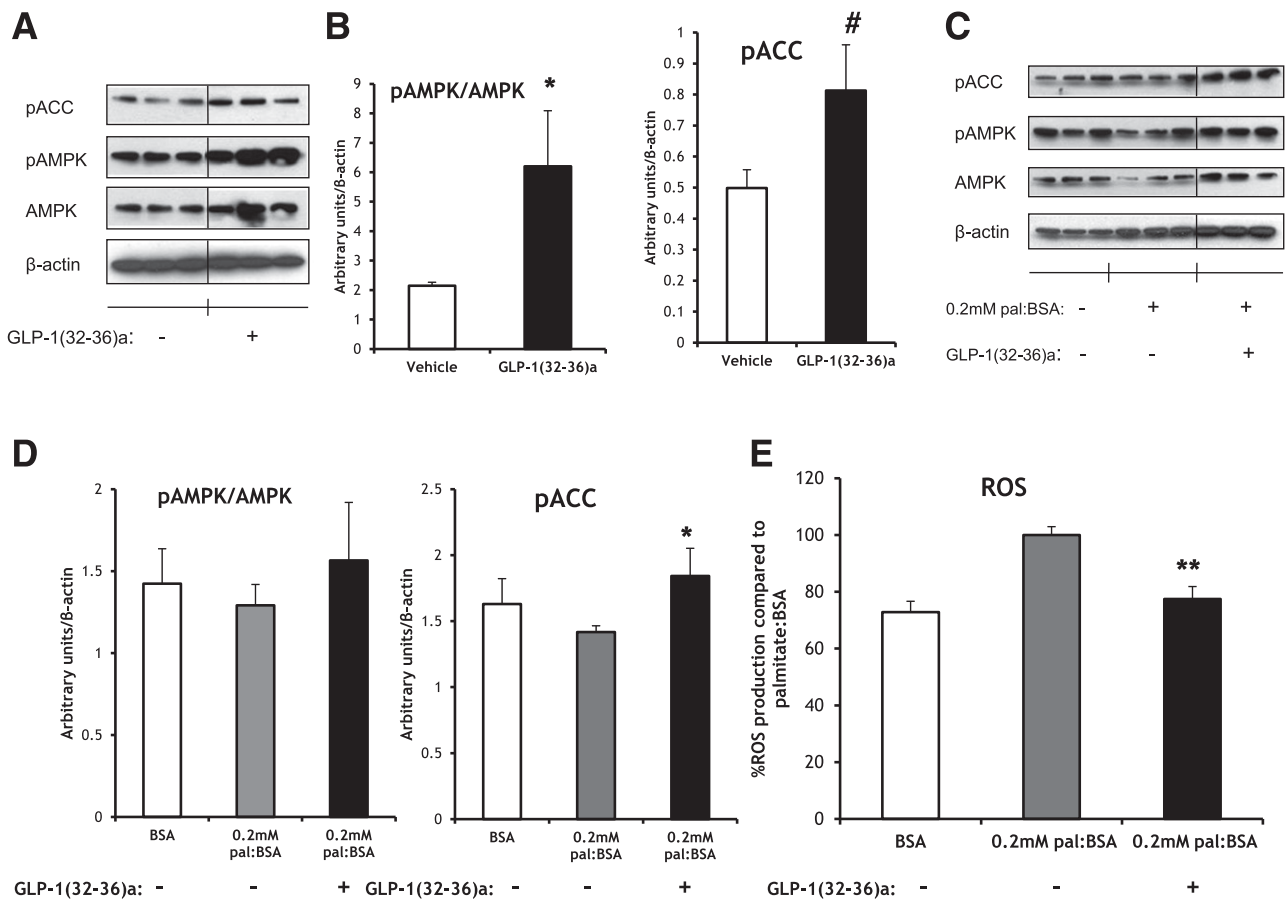 A
pACC
pAMPK
AMPK
β-actin
GLP-1(32-36)a:
-
+
B
pAMPK/AMPK
*
Arbitrary units/ß-actin
9
8
7
6
5
4
3
2
1
0
Vehicle
GLP-1(32-36)a
pACC
#
Arbitrary units/ß-actin
1
0.9
0.8
0.7
0.6
0.5
0.4
0.3
0.2
0.1
0
Vehicle
GLP-1(32-36)a
C
pACC
pAMPK
AMPK
β-actin
0.2mM pal:BSA: - + +
GLP-1(32-36)a: - - +
D
pAMPK/AMPK
Arbitrary units/ß-actin
2
1.5
1
0.5
0
BSA
0.2mM pal:BSA
0.2mM pal:BSA
GLP-1(32-36)a: - - +
pACC
*
Arbitrary units/ß-actin
2.5
2
1.5
1
0.5
0
BSA
0.2mM pal:BSA
0.2mM pal:BSA
GLP-1(32-36)a: - - +
E
ROS
**
%ROS production compared to
palmitate:BSA
120
100
80
60
40
20
0
BSA
0.2mM pal:BSA
0.2mM pal:BSA
GLP-1(32-36)a: - - +